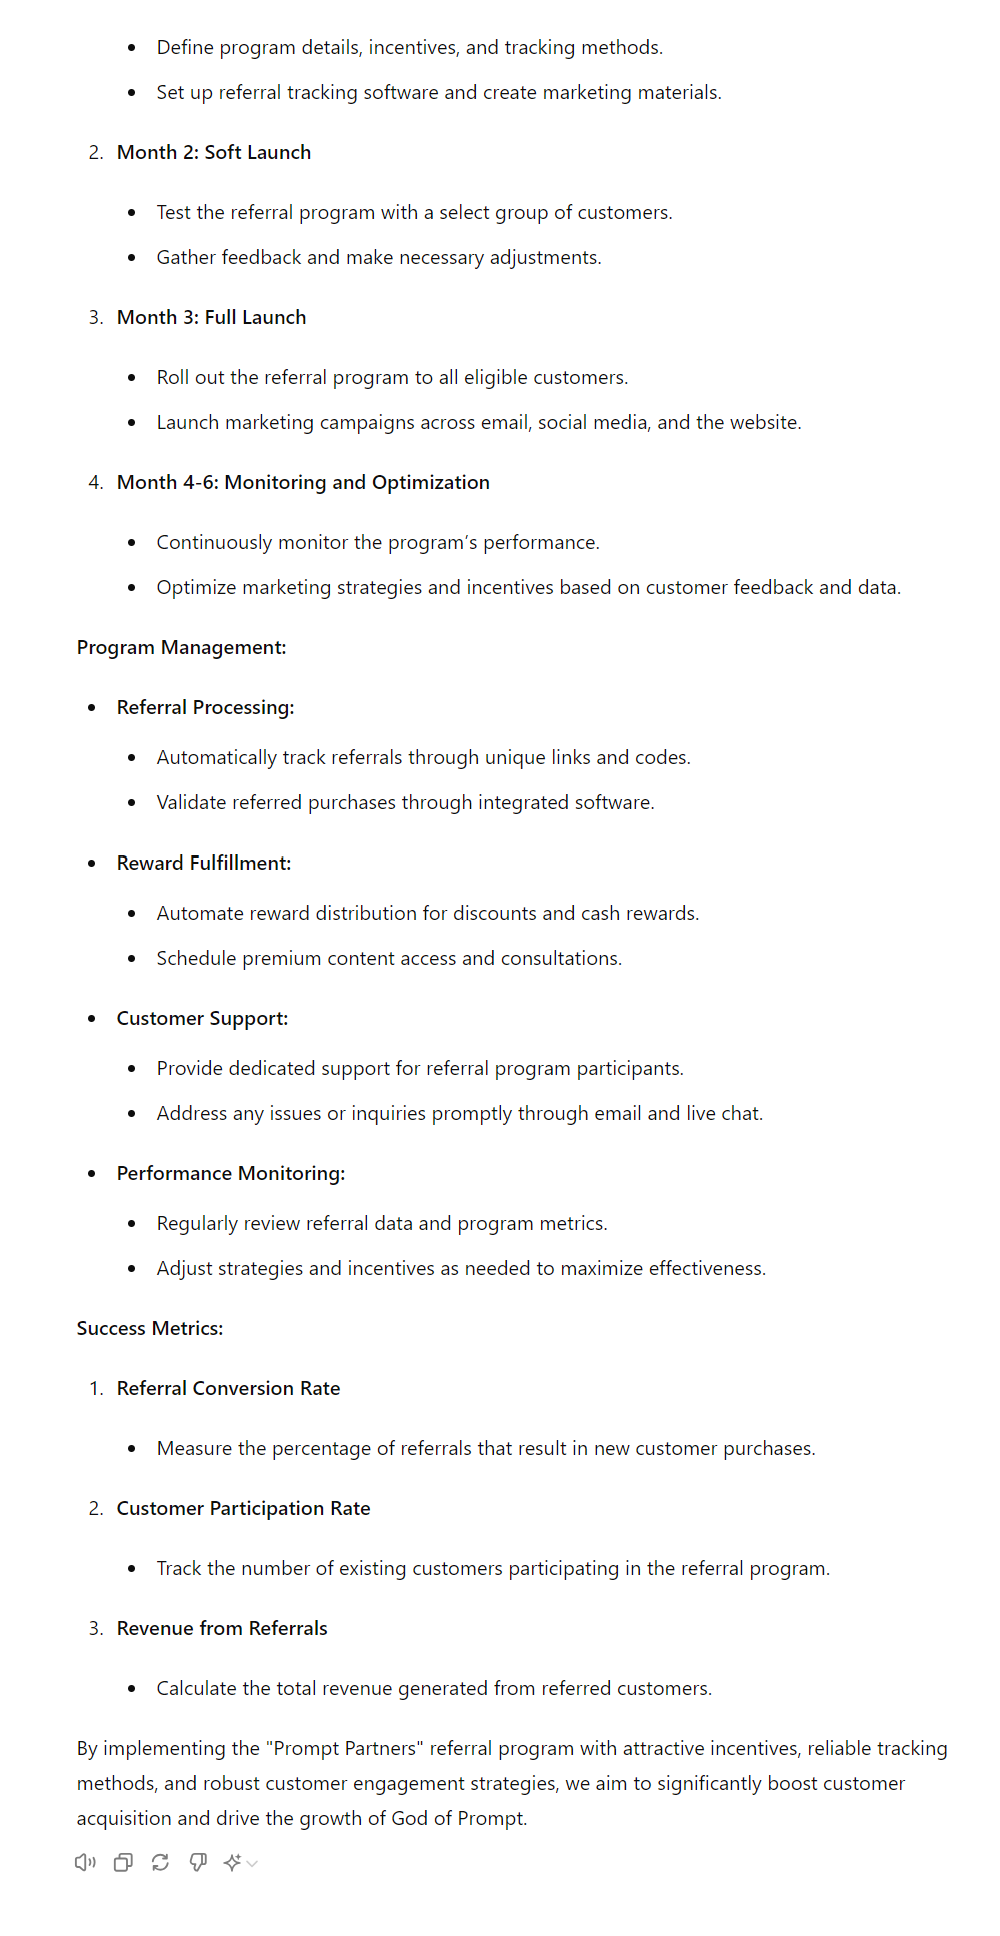 • Define program details, incentives, and tracking methods.
• Set up referral tracking software and create marketing materials.
2. Month 2: Soft Launch
• Test the referral program with a select group of customers.
• Gather feedback and make necessary adjustments.
3. Month 3: Full Launch
• Roll out the referral program to all eligible customers.
• Launch marketing campaigns across email, social media, and the website.
4. Month 4-6: Monitoring and Optimization
• Continuously monitor the program’s performance.
• Optimize marketing strategies and incentives based on customer feedback and data.
Program Management:
• Referral Processing:
• Automatically track referrals through unique links and codes.
• Validate referred purchases through integrated software.
• Reward Fulfillment:
• Automate reward distribution for discounts and cash rewards.
• Schedule premium content access and consultations.
• Customer Support:
• Provide dedicated support for referral program participants.
• Address any issues or inquiries promptly through email and live chat.
• Performance Monitoring:
• Regularly review referral data and program metrics.
• Adjust strategies and incentives as needed to maximize effectiveness.
Success Metrics:
1. Referral Conversion Rate
• Measure the percentage of referrals that result in new customer purchases.
2. Customer Participation Rate
• Track the number of existing customers participating in the referral program.
3. Revenue from Referrals
• Calculate the total revenue generated from referred customers.
By implementing the "Prompt Partners" referral program with attractive incentives, reliable tracking
methods, and robust customer engagement strategies, we aim to significantly boost customer
acquisition and drive the growth of God of Prompt.